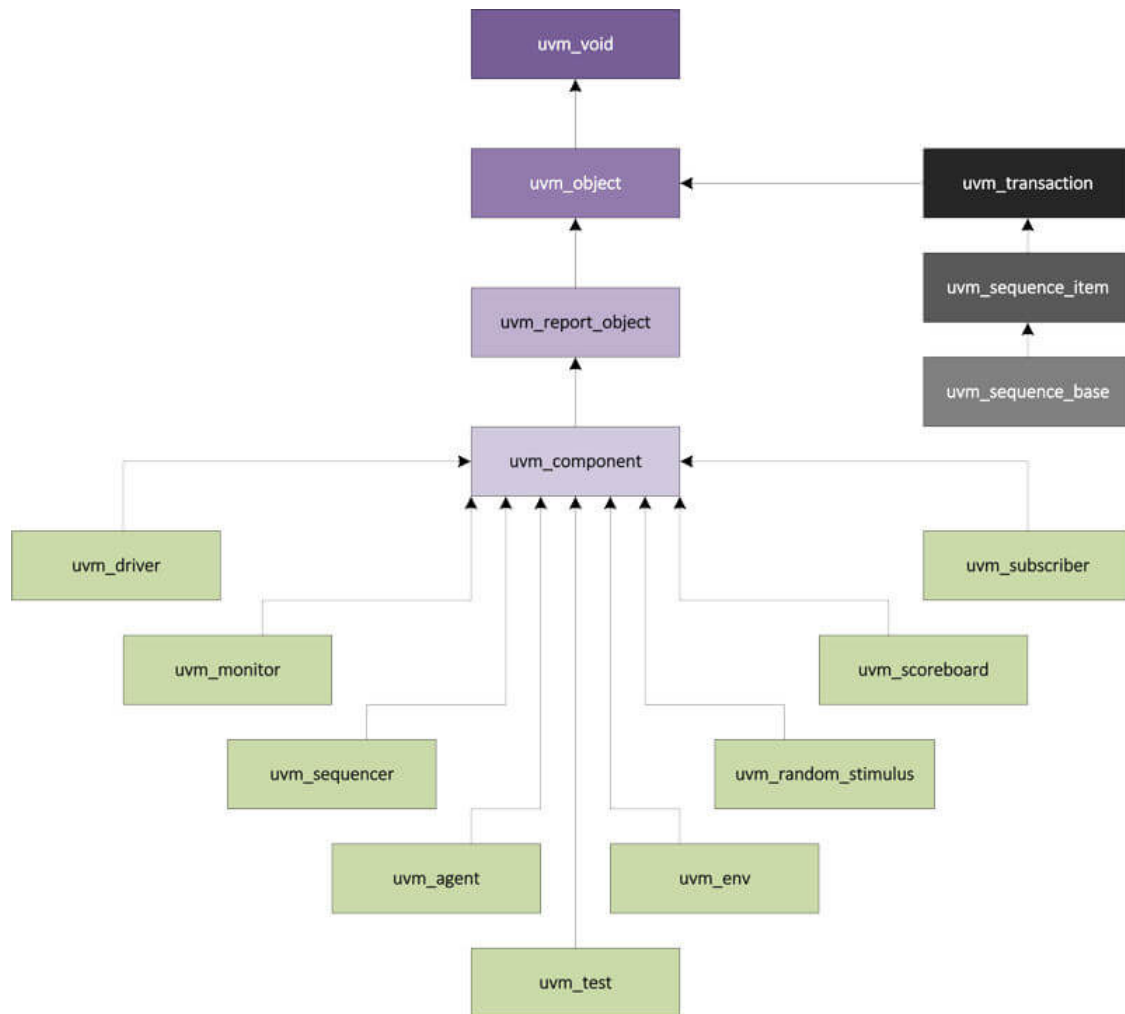 uvm_void
uvm_object
uvm_transaction
uvm_sequence_item
uvm_report_object
uvm_sequence_base
uvm_component
uvm_driver
uvm_subscriber
uvm_monitor
uvm_scoreboard
uvm_sequencer
uvm_random_stimulus
uvm_agent
uvm_env
uvm_test